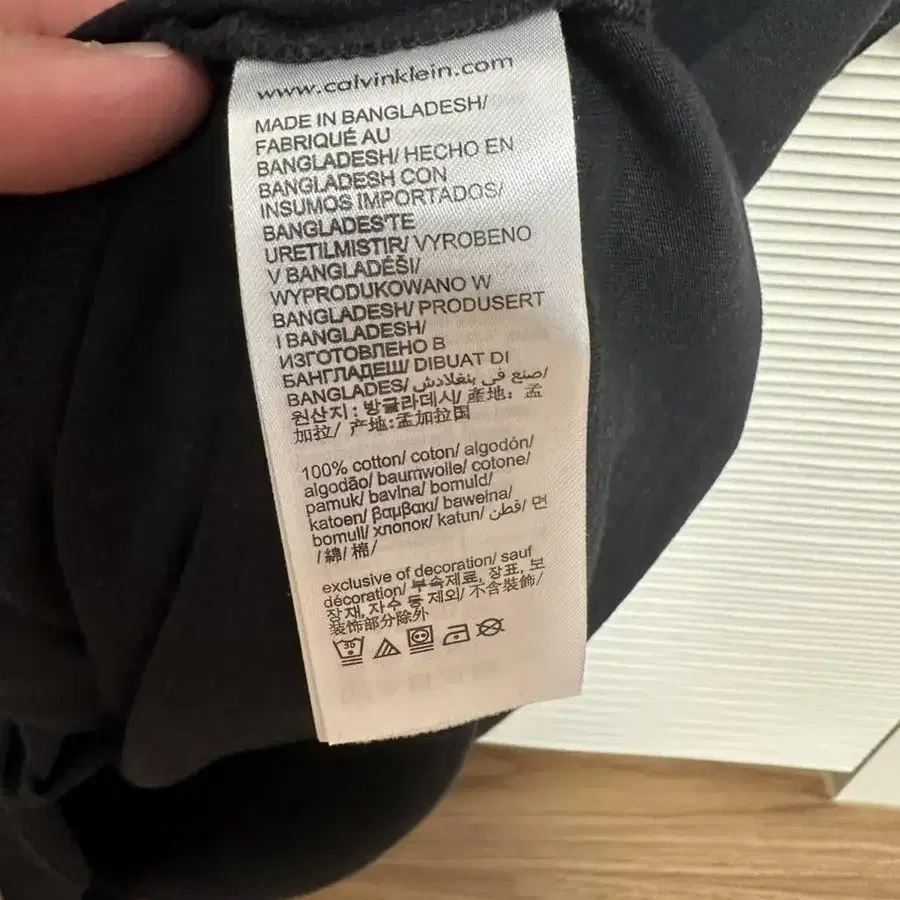 www.calvinklein.com
MADE IN BANGLADESH/
FABRIQUÉ AU
BANGLADESH/ HECHO EN
BANGLADESH CON
INSUMOS IMPORTADOS/
BANGLADEŞ'TE
URETILMISTIR/ VYROBENO
V BANGLADÉŠI/
WYPRODUKOWANO W
BANGLADESH/ PRODUSERT
I BANGLADESH/
ИЗГОТОВЛЕНО В
БАНГЛАДЕШ/ DIBUAT DI
BANGLADES/ صنع في بنغلادش/
원산지: 방글라데시/ 產地: 孟
加拉/ 产地:孟加拉国
100% cotton/ coton/ algodón/
algodão/ baumwolle/ cotone/
pamuk/ bavlna/ bomuld/
katoen/ βαμβακι/ bawełna/
bomull/ хлопок/ katun/ قطن/ 면
/ 綿/ 棉/
exclusive of decoration/ sauf
décoration/ 부속제료, 장표, 보
장재,자수 등 제외/ 不含裝飾/
装饰部分除外
30